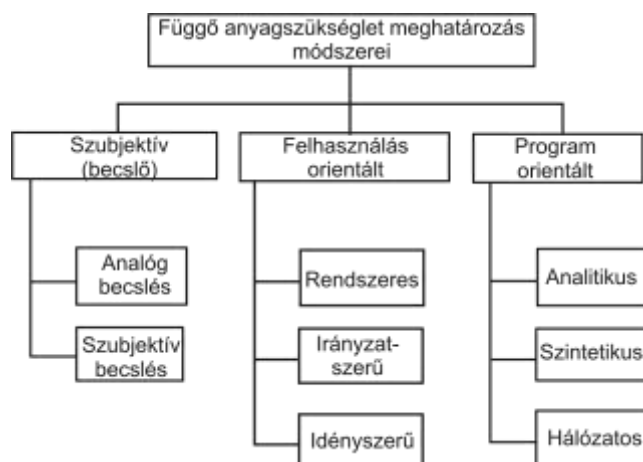 Függő anyagszükséglet meghatározás
módszerei
Szubjektív
(becslő)
Felhasználás
orientált
Program
orientált
Analóg
becslés
Szubjektív
becslés
Rendszeres
Irányzat-
szerű
Idényszerű
Analitikus
Szintetikus
Hálózatos